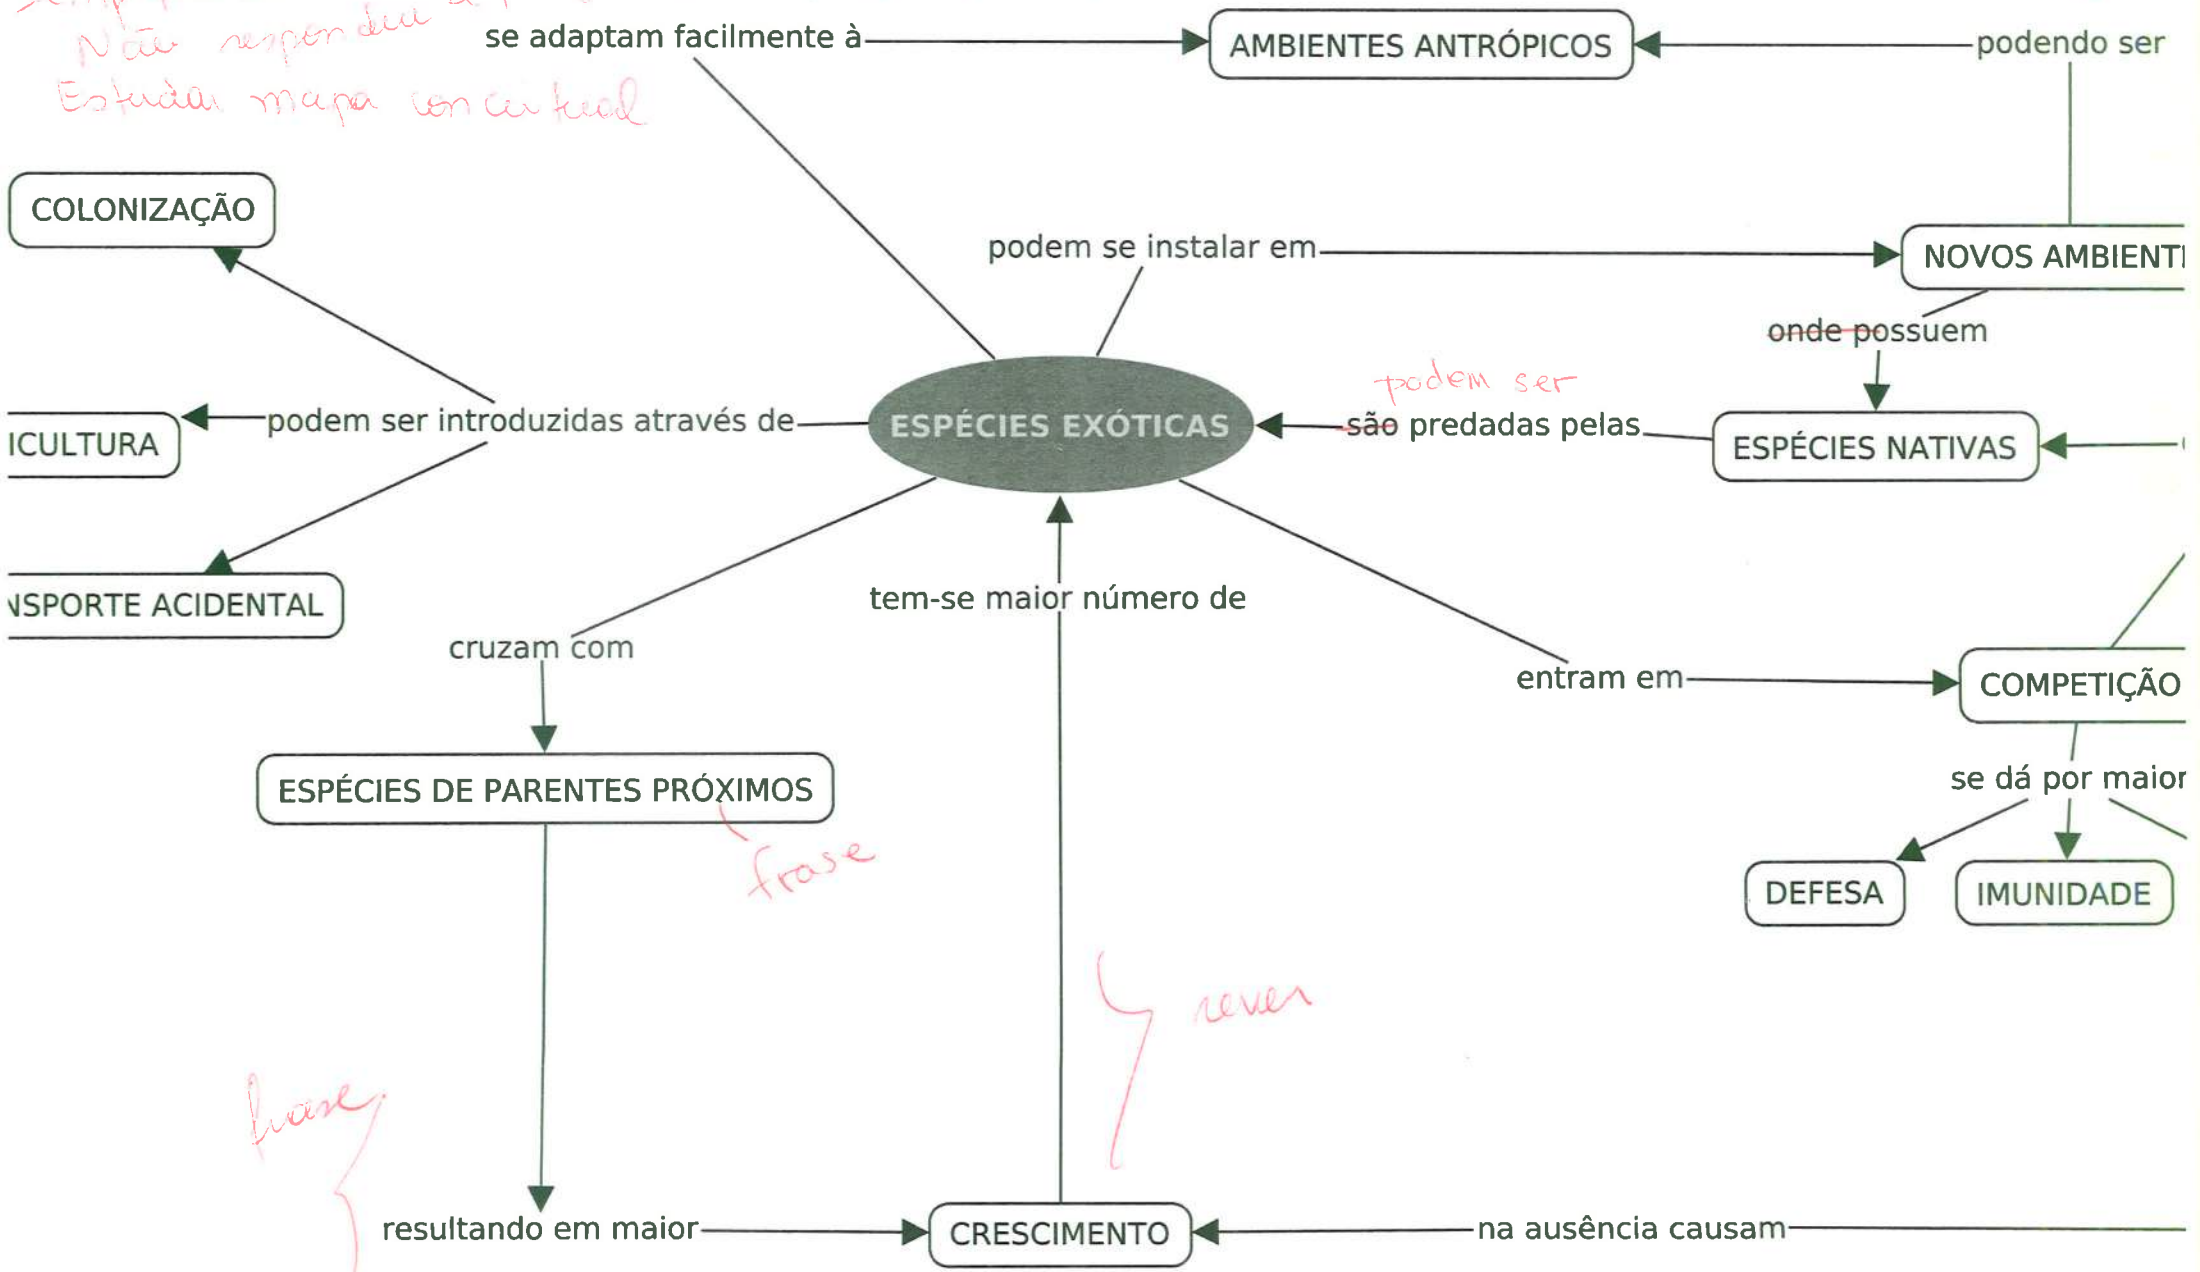 Não respondeu a
se adaptam facilmente à
AMBIENTES ANTRÓPICOS
podendo ser
Estudar mapa conceitual
COLONIZAÇÃO
podem se instalar em
NOVOS AMBIENT
onde possuem
podem ser
podem ser introduzidas através de
ESPÉCIES EXÓTICAS
são predadas pelas
ICULTURA
ESPÉCIES NATIVAS
NSPORTE ACIDENTAL
tem-se maior número de
cruzam com
entram em
COMPETIÇÃO
ESPÉCIES DE PARENTES PRÓXIMOS
se dá por maior
frase
DEFESA
IMUNIDADE
rever
frase
resultando em maior
CRESCIMENTO
na ausência causam